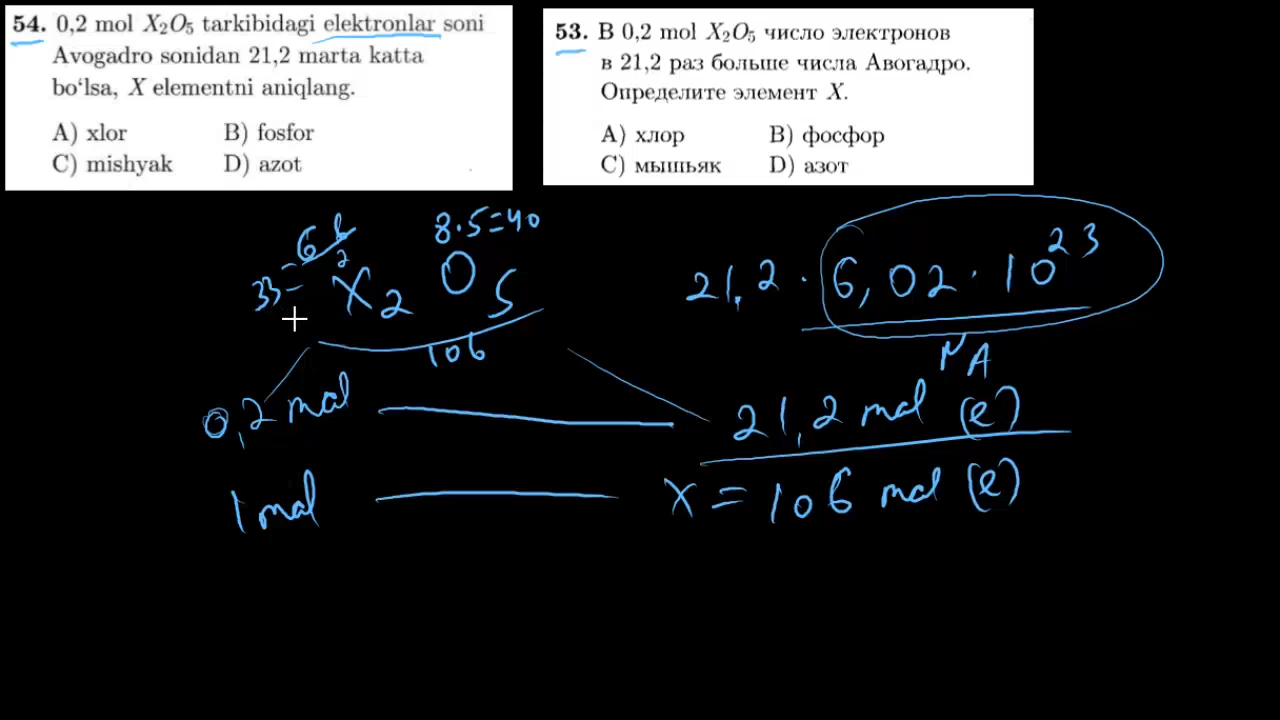 54. 0,2 mol X₂O₅ tarkibidagi elektronlar soni
Avogadro sonidan 21,2 marta katta
bo‘lsa, X elementni aniqlang.
A) xlor B) fosfor
C) mishyak D) azot
53. В 0,2 mol X₂O₅ число электронов
в 21,2 раз больше числа Авогадро.
Определите элемент X.
A) хлор B) фосфор
C) мышьяк D) азот
8·5=40
33=
66
2
X₂O₅
106
21,2 · 6,02 · 10²³
NA
0,2 mol 21,2 mol (e)
1 mol X = 106 mol (e)